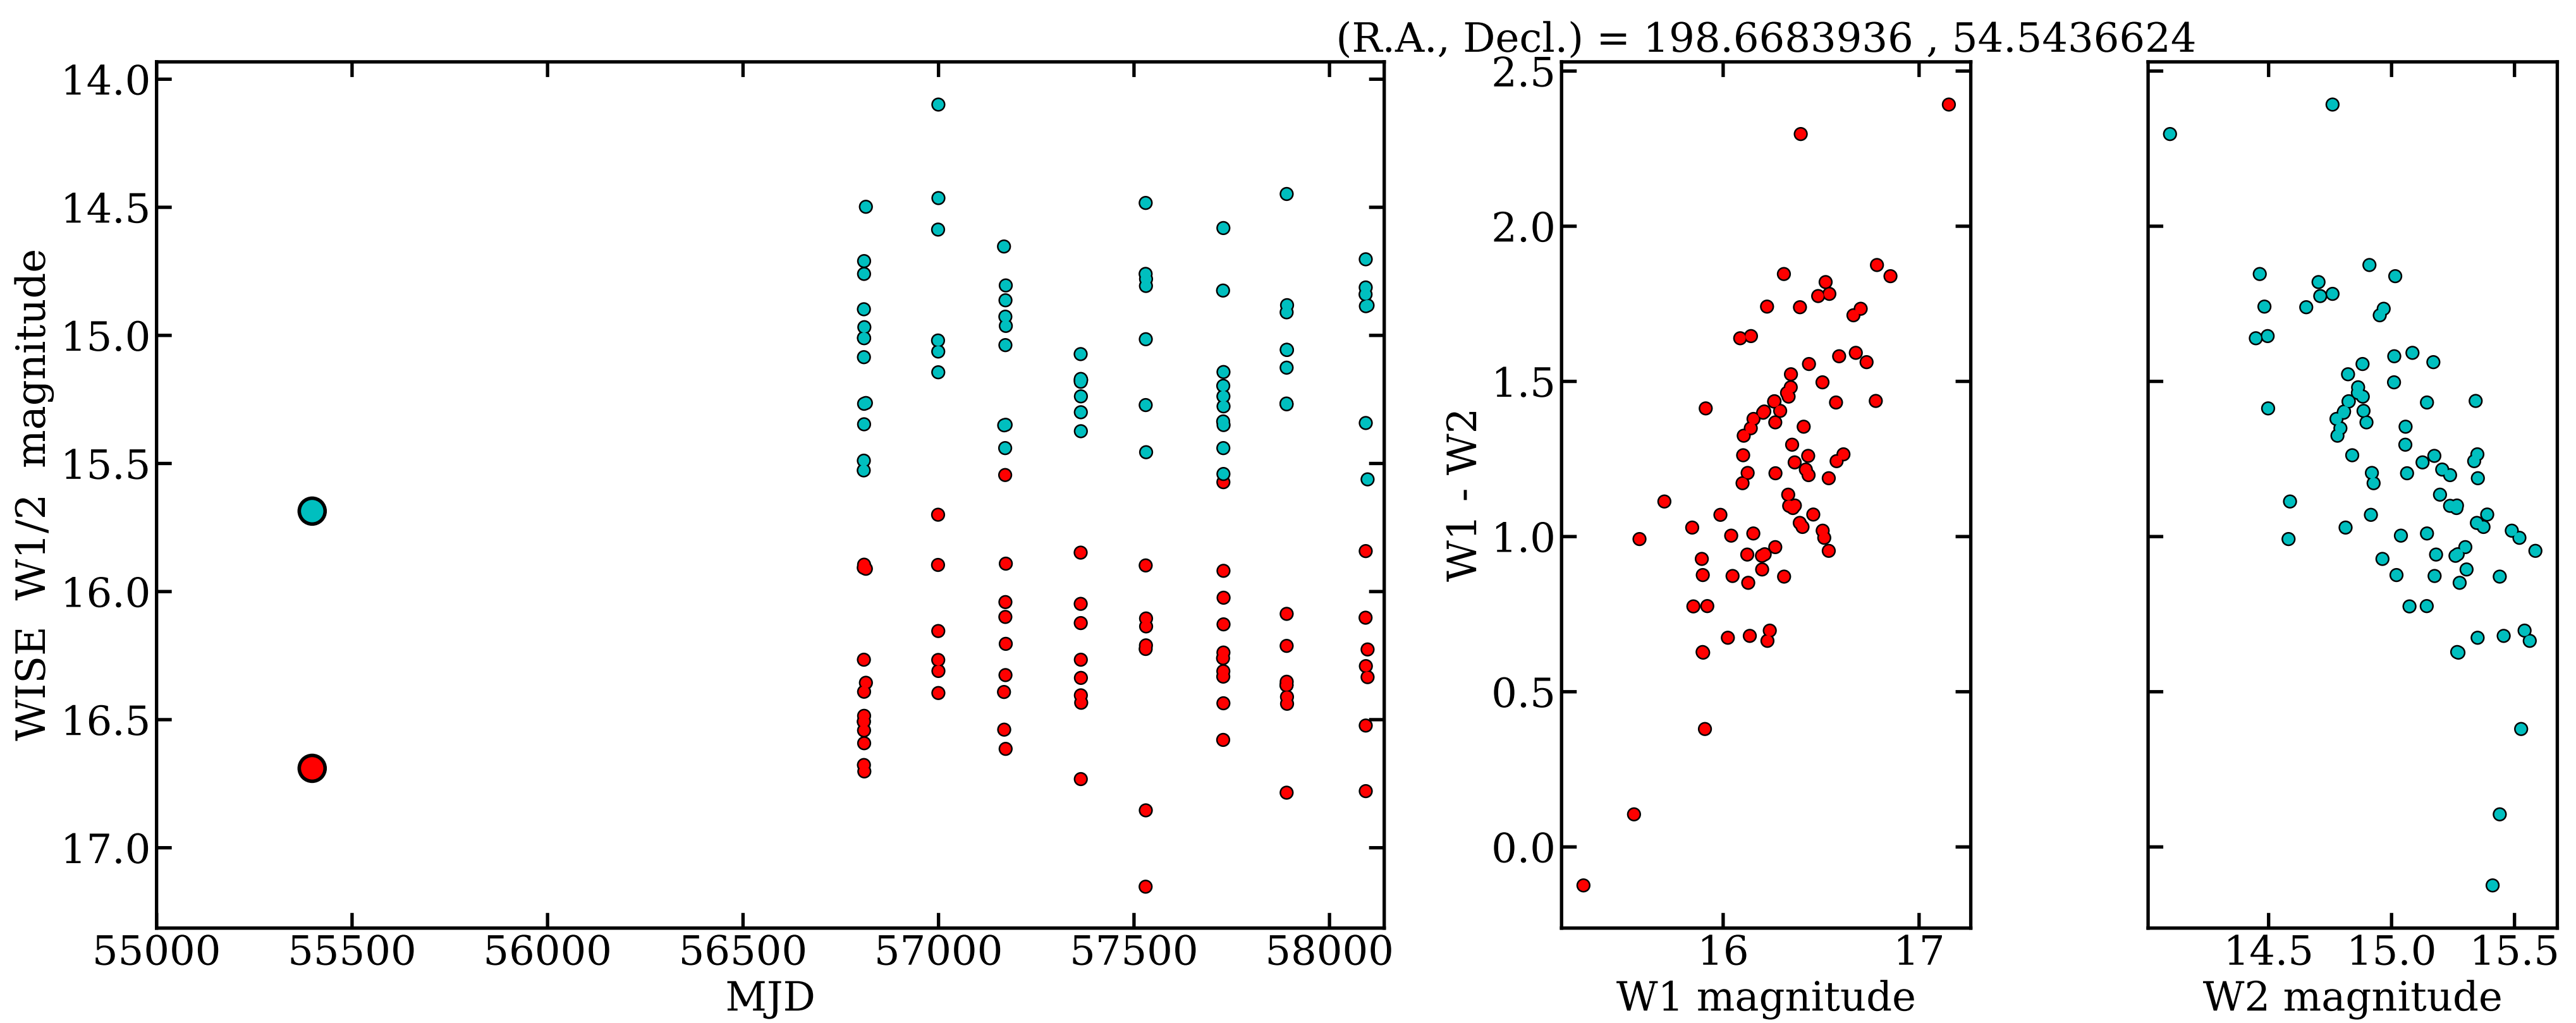 (R.A., Decl.) = 198.6683936 , 54.5436624
WISE W1/2 magnitude
14.0
14.5
15.0
15.5
16.0
16.5
17.0
55000 55500 56000 56500 57000 57500 58000
MJD
W1 - W2
2.5
2.0
1.5
1.0
0.5
0.0
16 17
W1 magnitude
14.5 15.0 15.5
W2 magnitude